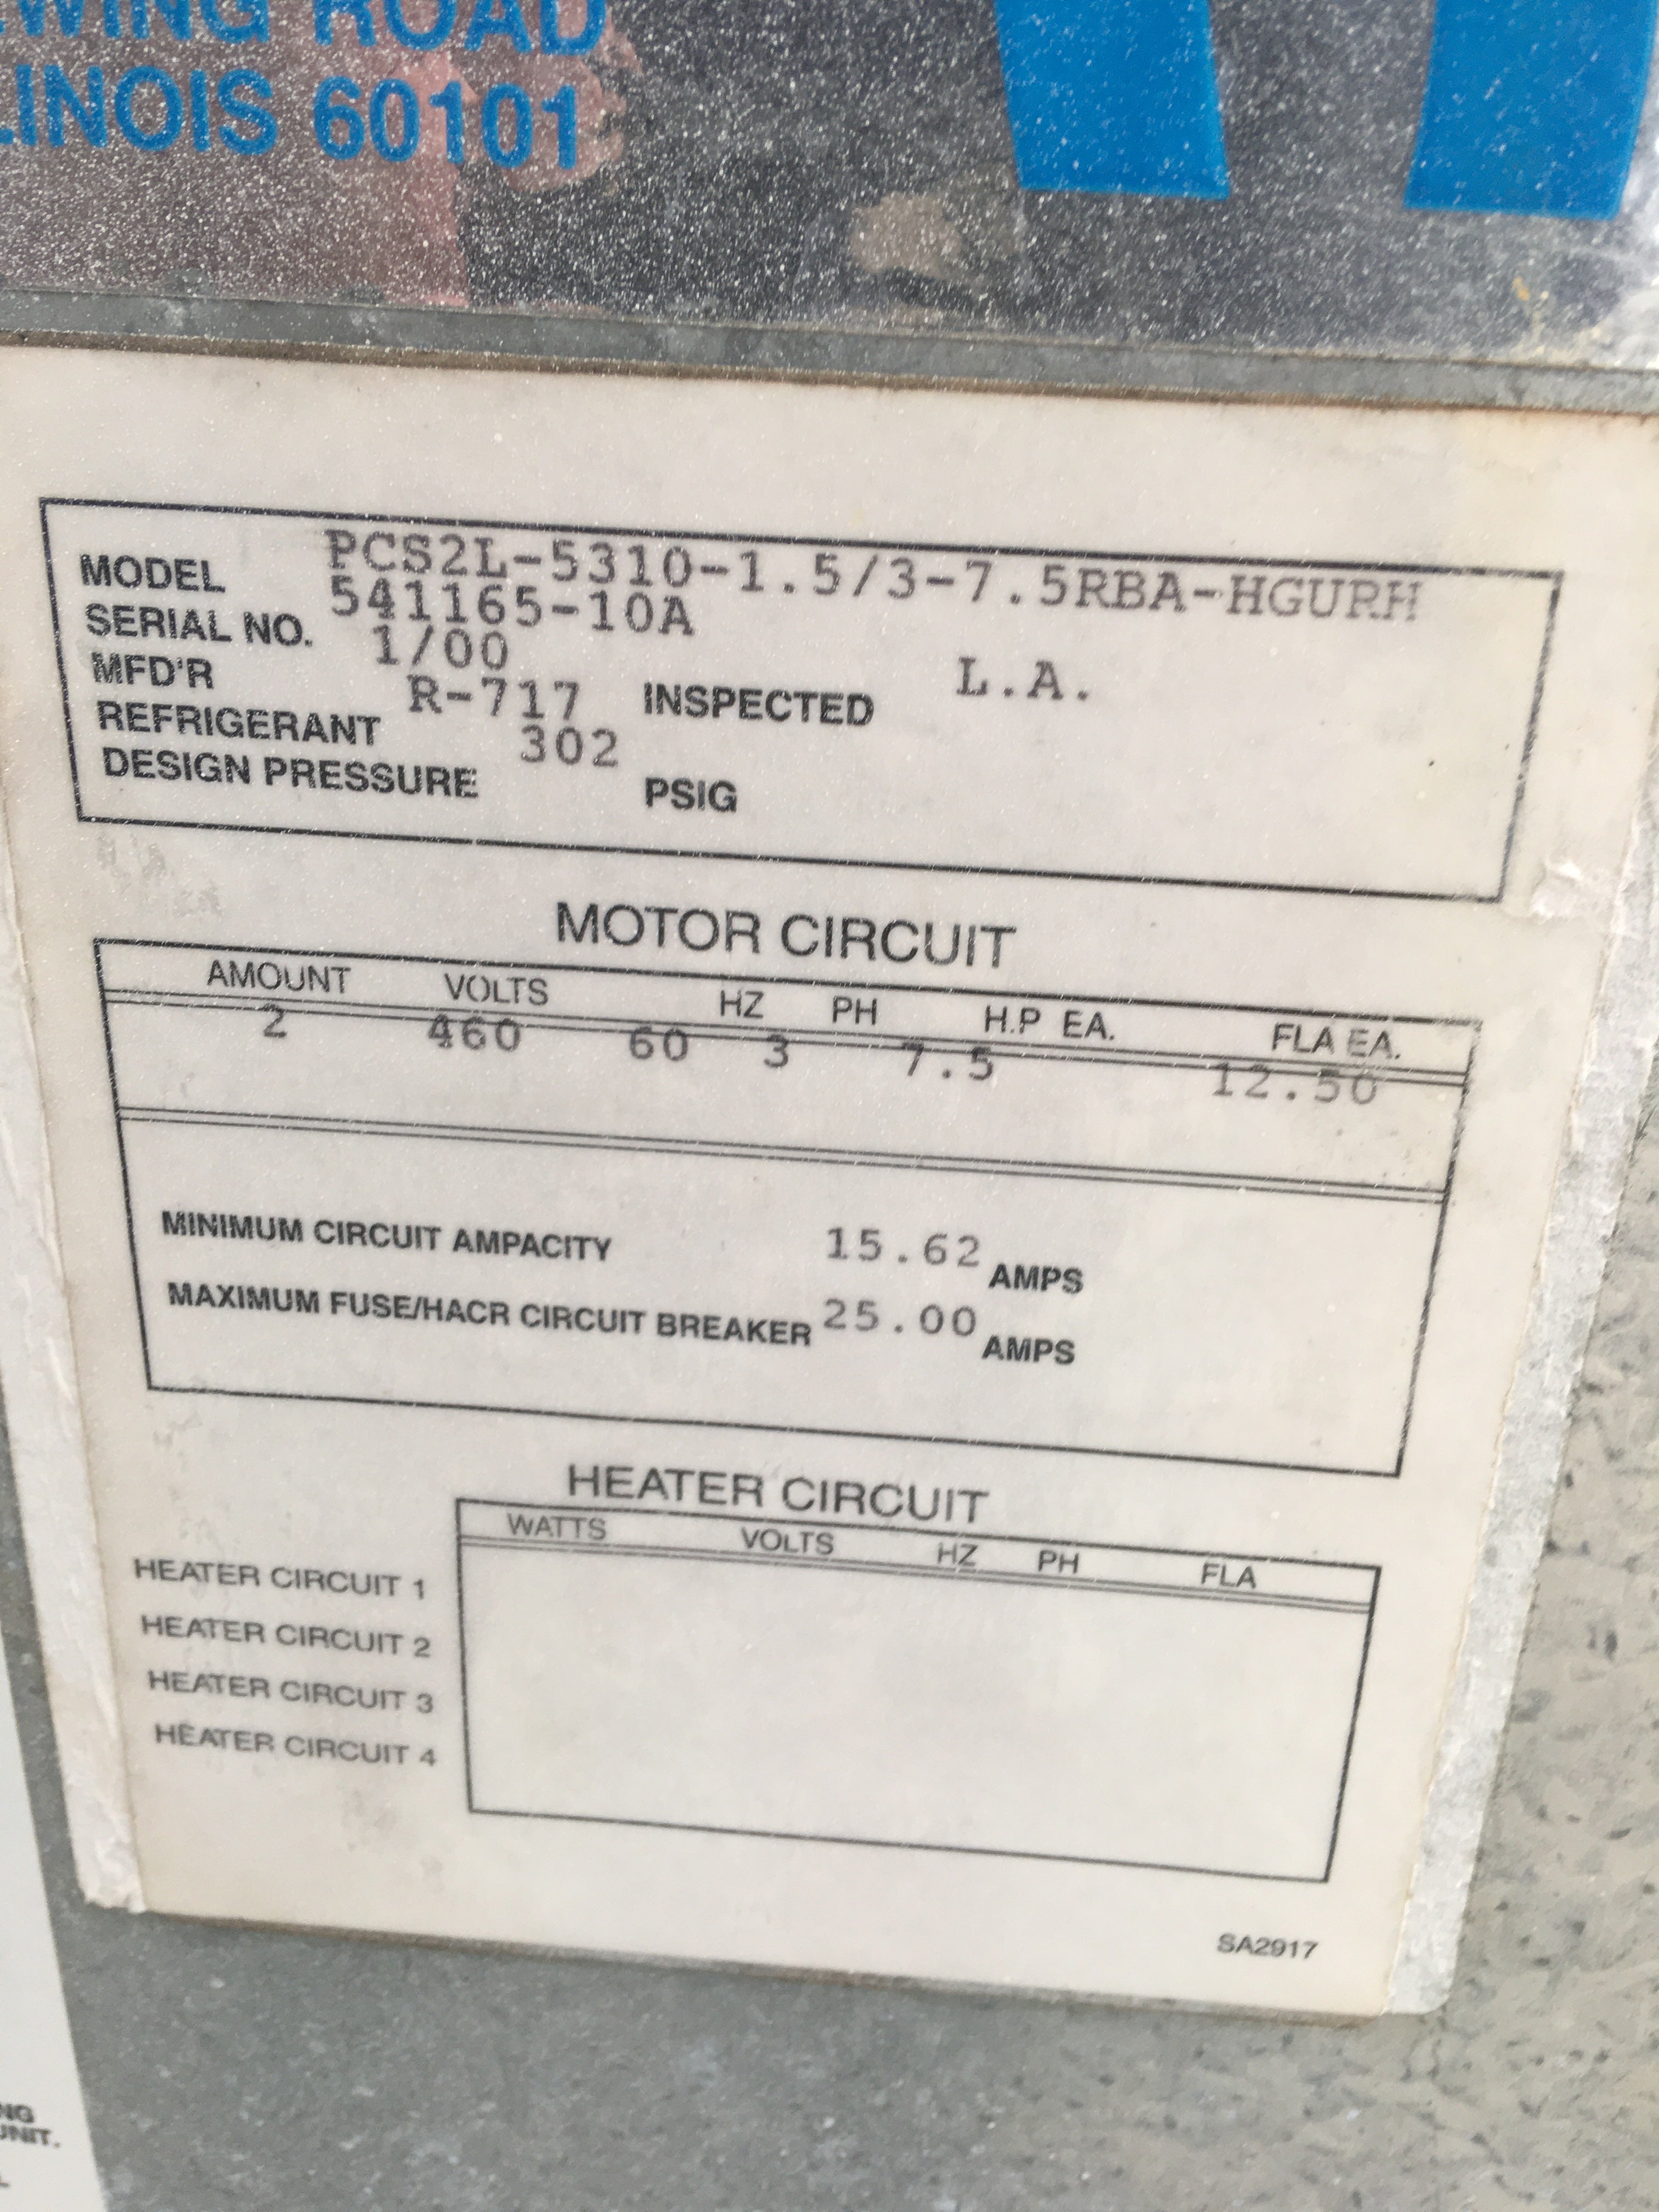 EWING ROAD
LINOIS 60101
MODEL PCS2L-5310-1.5/3-7.5RBA-HGURH
SERIAL NO. 541165-10A
MFD'R 1/00
REFRIGERANT R-717 INSPECTED L.A.
DESIGN PRESSURE 302 PSIG
MOTOR CIRCUIT
AMOUNT VOLTS HZ PH H.P EA. FLA EA.
2 460 60 3 7.5 12.50
MINIMUM CIRCUIT AMPACITY 15.62 AMPS
MAXIMUM FUSE/HACR CIRCUIT BREAKER 25.00 AMPS
HEATER CIRCUIT
WATTS VOLTS HZ PH FLA
HEATER CIRCUIT 1
HEATER CIRCUIT 2
HEATER CIRCUIT 3
HEATER CIRCUIT 4
SA2917
NG
UNIT.